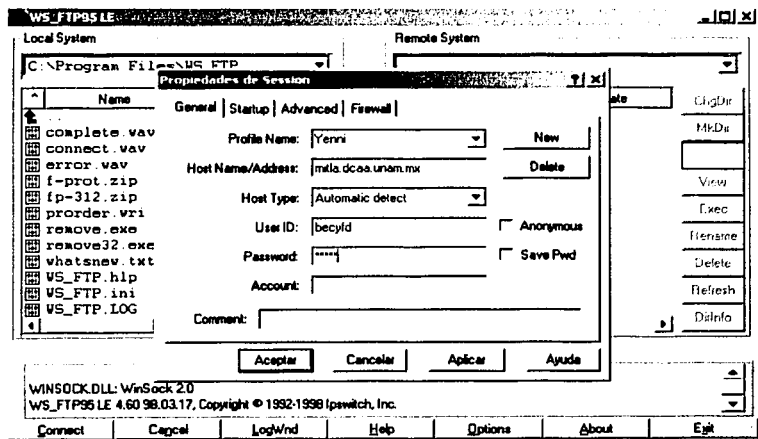 WS_FTP95 LE
Local System
Remote System
C:\Program Files\WS_FTP
Propiedades de Session
Name
ChgDir
General Startup Advanced Firewall
MkDir
..
complete.wav
connect.wav
error.wav
f-prot.zip
fp-312.zip
prorder.wri
remove.exe
remove32.exe
whatsnew.txt
WS_FTP.hlp
WS_FTP.ini
WS_FTP.LOG
Profile Name: Yenni
New
Host Name/Address: mitla.dcaa.unam.mx
Delete
Host Type: Automatic detect
User ID: becyld
Anonymous
Password: *****
Save Pwd
Account:
Comment:
Aceptar Cancelar Aplicar Ayuda
View
Exec
Rename
Delete
Refresh
DirInfo
WINSOCK.DLL: WinSock 2.0
WS_FTP95 LE 4.60 98.03.17, Copyright © 1992-1998 Ipswitch, Inc.
Connect Cancel LogWnd Help Options About Exit